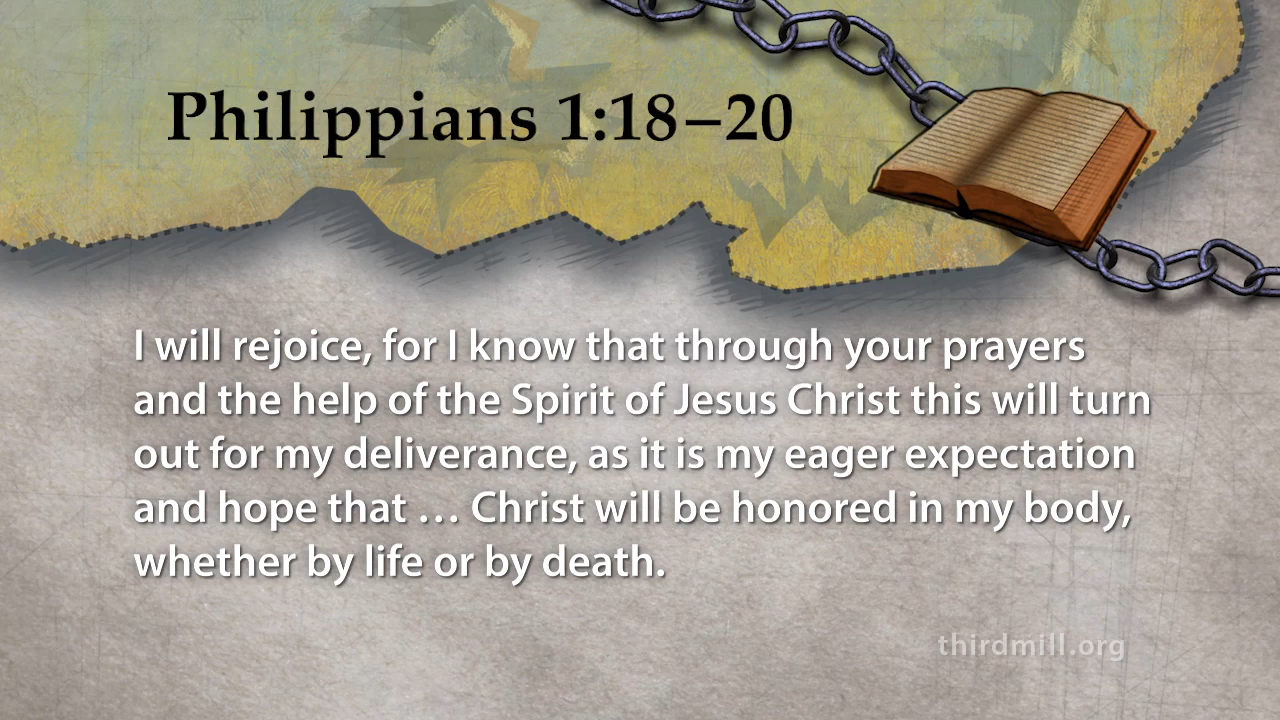 Philippians 1:18–20
I will rejoice, for I know that through your prayers
and the help of the Spirit of Jesus Christ this will turn
out for my deliverance, as it is my eager expectation
and hope that … Christ will be honored in my body,
whether by life or by death.
thirdmill.org